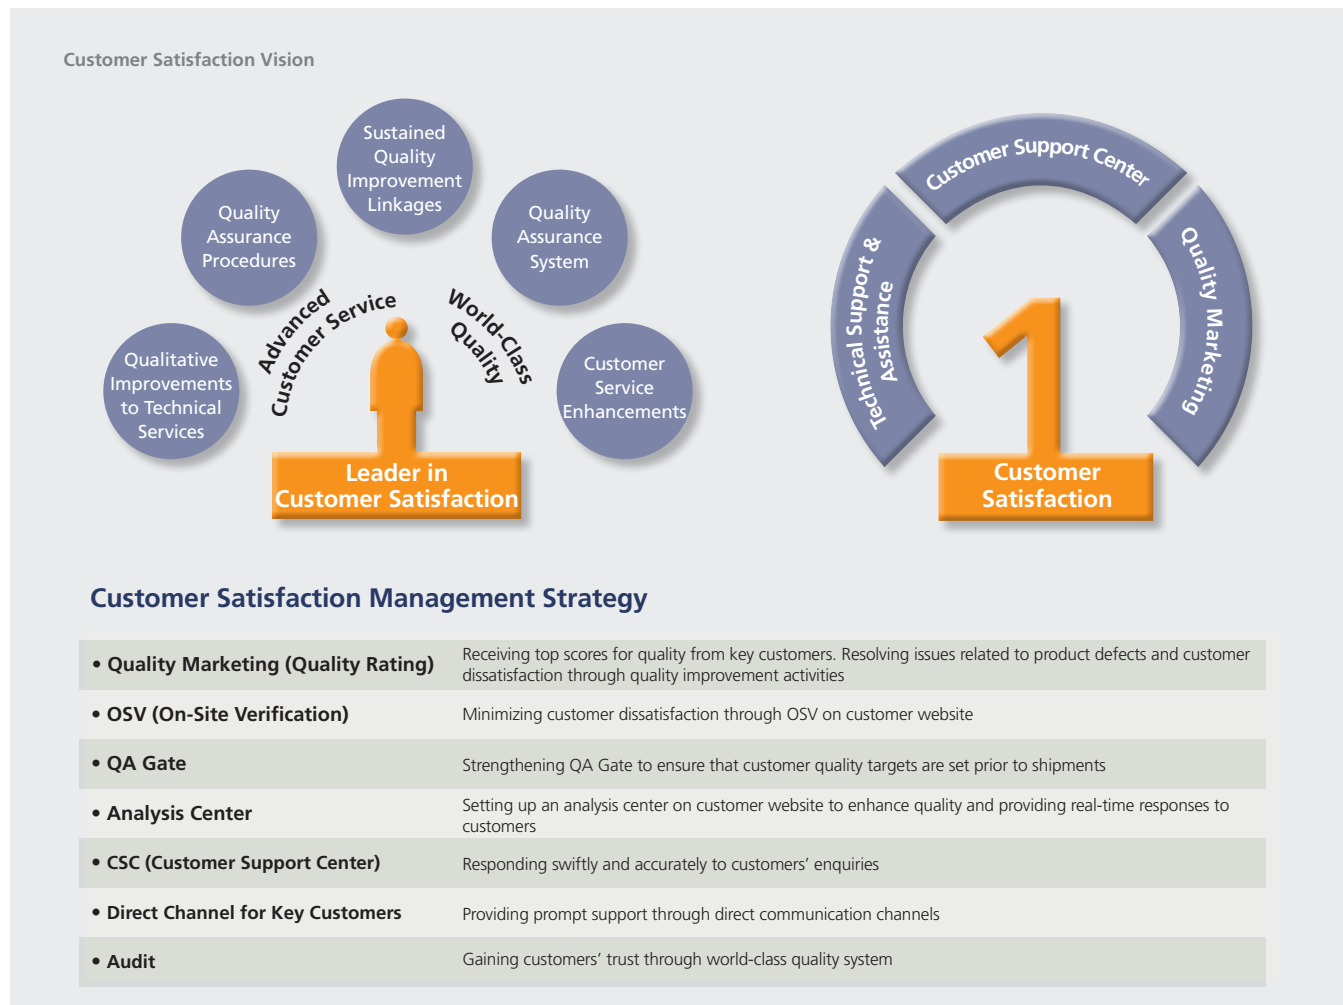 Customer Satisfaction Vision
Sustained
Quality
Improvement
Linkages
Quality
Assurance
Procedures
Quality
Assurance
System
Qualitative
Improvements
to Technical
Services
Customer
Service
Enhancements
Advanced
Customer Service
World-Class
Quality
Leader in
Customer Satisfaction
Technical Support &
Assistance
Customer Support Center
Quality Marketing
1
Customer
Satisfaction
Customer Satisfaction Management Strategy
• Quality Marketing (Quality Rating)
Receiving top scores for quality from key customers. Resolving issues related to product defects and customer
dissatisfaction through quality improvement activities
• OSV (On-Site Verification)
Minimizing customer dissatisfaction through OSV on customer website
• QA Gate
Strengthening QA Gate to ensure that customer quality targets are set prior to shipments
• Analysis Center
Setting up an analysis center on customer website to enhance quality and providing real-time responses to
customers
• CSC (Customer Support Center)
Responding swiftly and accurately to customers’ enquiries
• Direct Channel for Key Customers
Providing prompt support through direct communication channels
• Audit
Gaining customers’ trust through world-class quality system